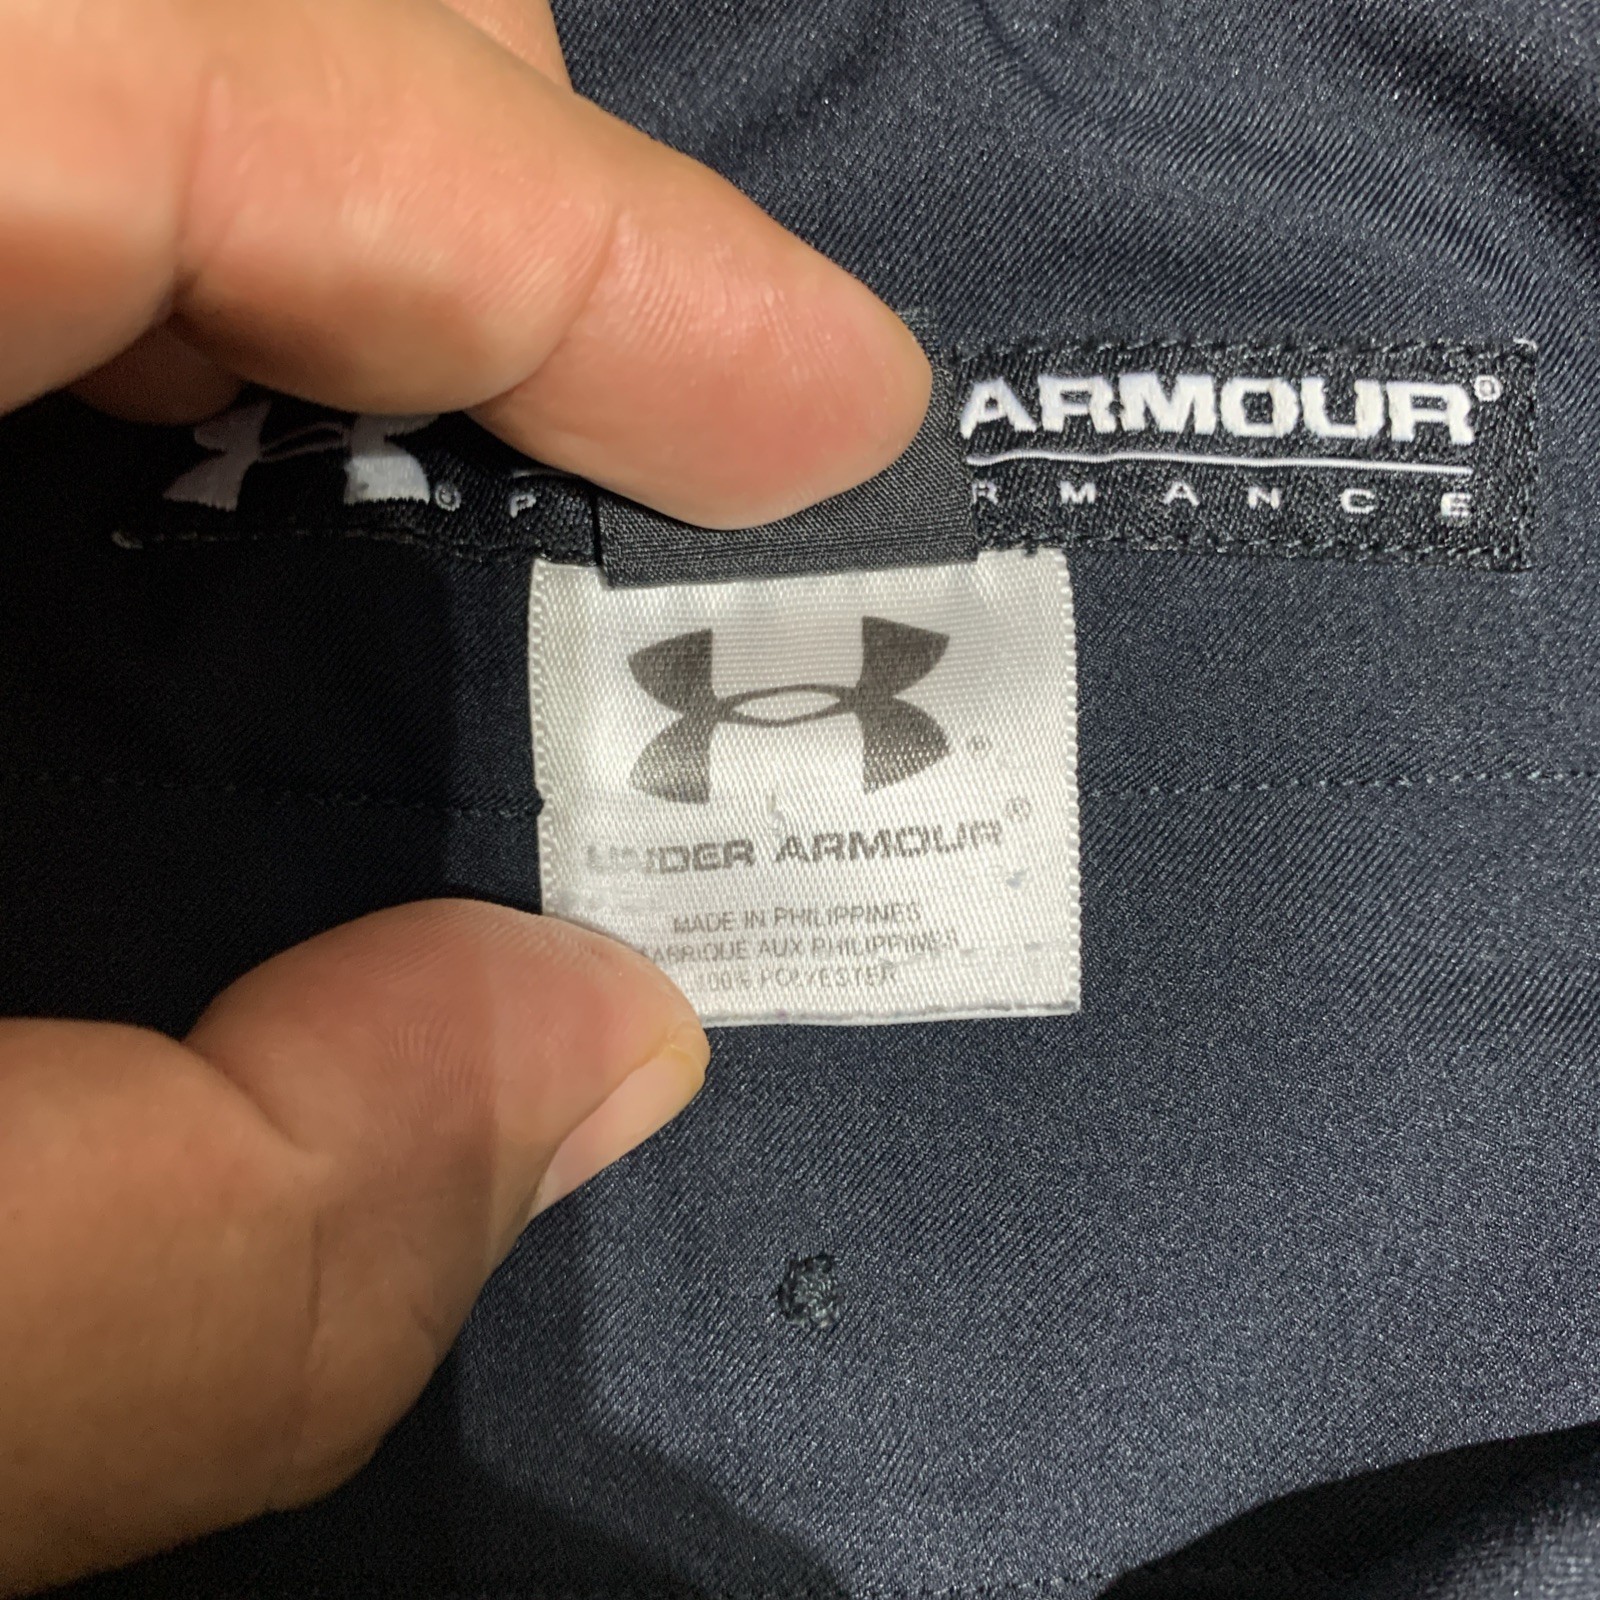 ARMOUR®
® P RMANCE
®
UNDER ARMOUR®
MADE IN PHILIPPINES
FABRIQUE AUX PHILIPPINES
100% POLYESTER